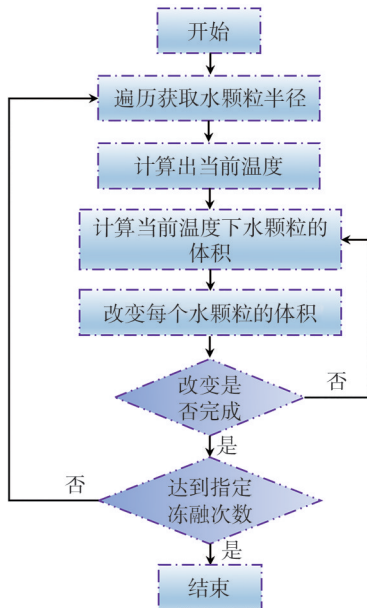 开始
遍历获取水颗粒半径
计算出当前温度
计算当前温度下水颗粒的
体积
改变每个水颗粒的体积
改变是
否完成
否
是
达到指定
冻融次数
否
是
结束